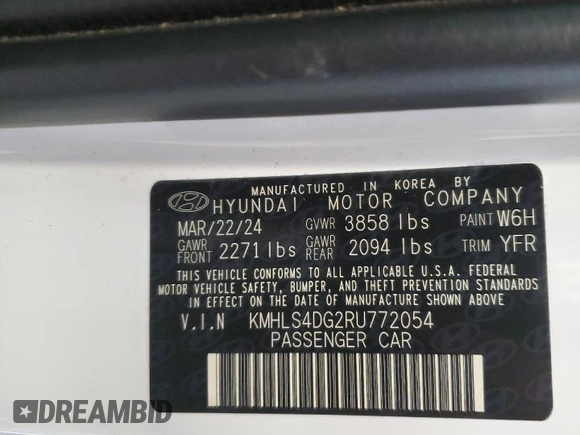 MANUFACTURED IN KOREA BY
HYUNDAI MOTOR COMPANY
MAR/22/24 GVWR 3858 lbs PAINT W6H
GAWR FRONT 2271 lbs GAWR REAR 2094 lbs TRIM YFR
THIS VEHICLE CONFORMS TO ALL APPLICABLE U.S.A. FEDERAL
MOTOR VEHICLE SAFETY, BUMPER, AND THEFT PREVENTION STANDARDS
IN EFFECT ON THE DATE OF MANUFACTURE SHOWN ABOVE
V.I.N KMHLS4DG2RU772054
PASSENGER CAR
DREAMBID